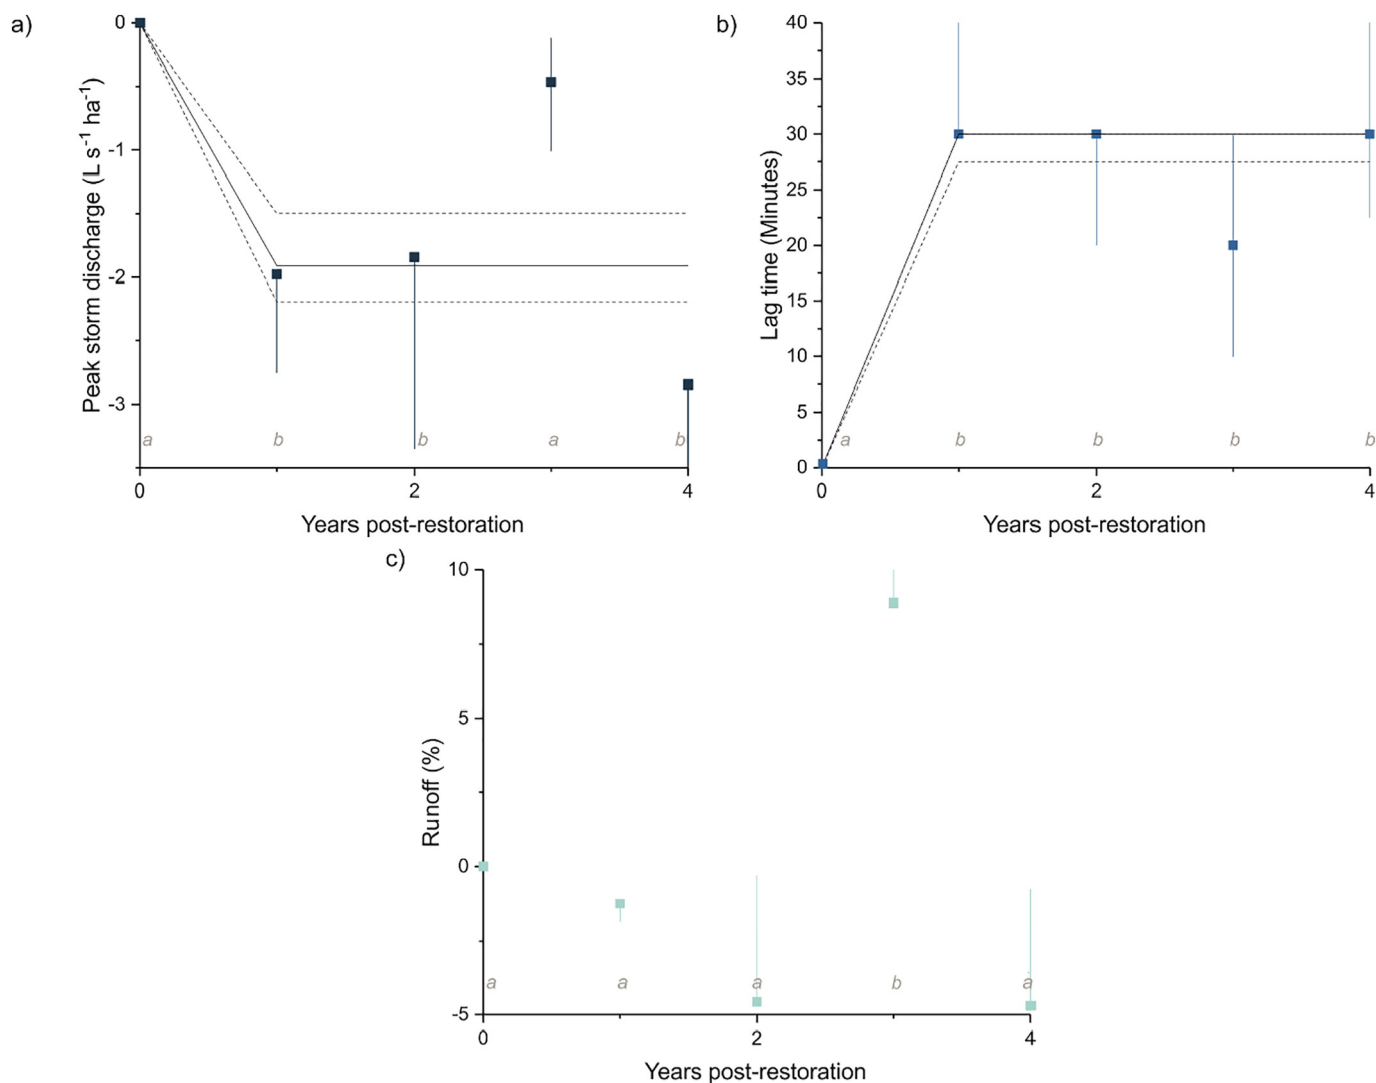 a)
Peak storm discharge (L s⁻¹ ha⁻¹)
0
-1
-2
-3
a b b a b
0 2 4
Years post-restoration
b)
Lag time (Minutes)
40
35
30
25
20
15
10
5
0
a b b b b
0 2 4
Years post-restoration
c)
Runoff (%)
10
5
0
-5
a a a b a
0 2 4
Years post-restoration